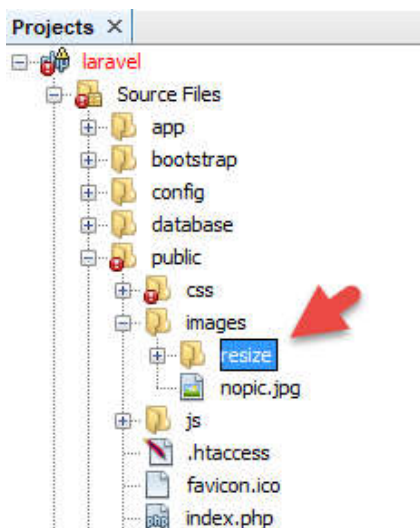 Projects ×
laravel
Source Files
app
bootstrap
config
database
public
css
images
resize
nopic.jpg
js
.htaccess
favicon.ico
index.php